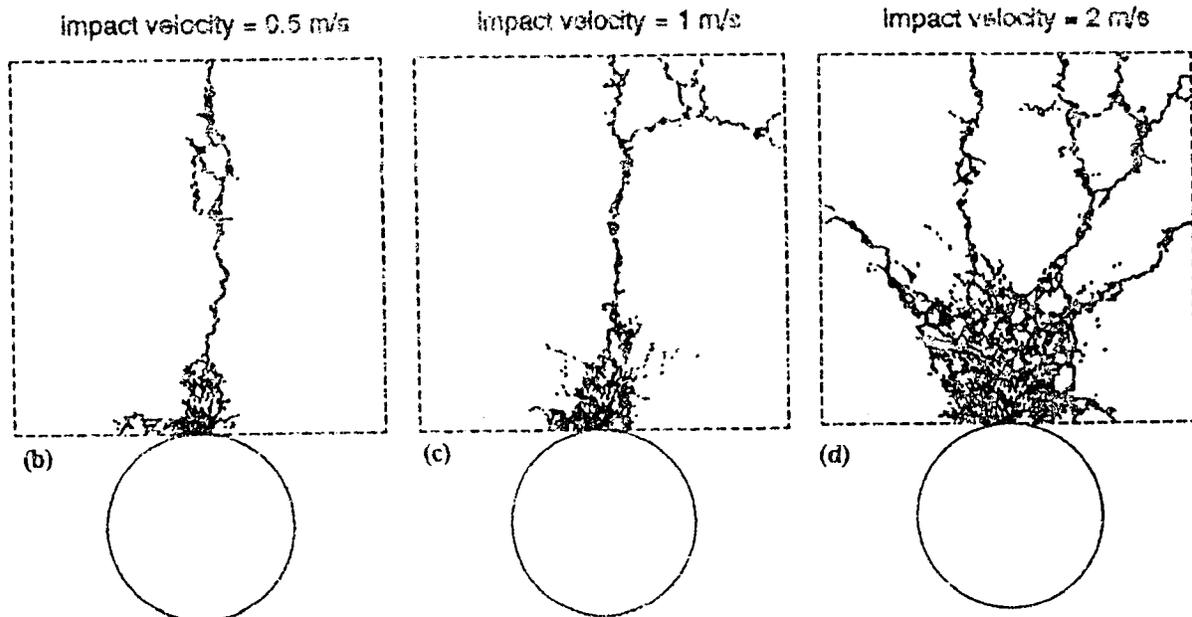 impact velocity = 0.5 m/s
impact velocity = 1 m/s
impact velocity = 2 m/s
(b)
(c)
(d)